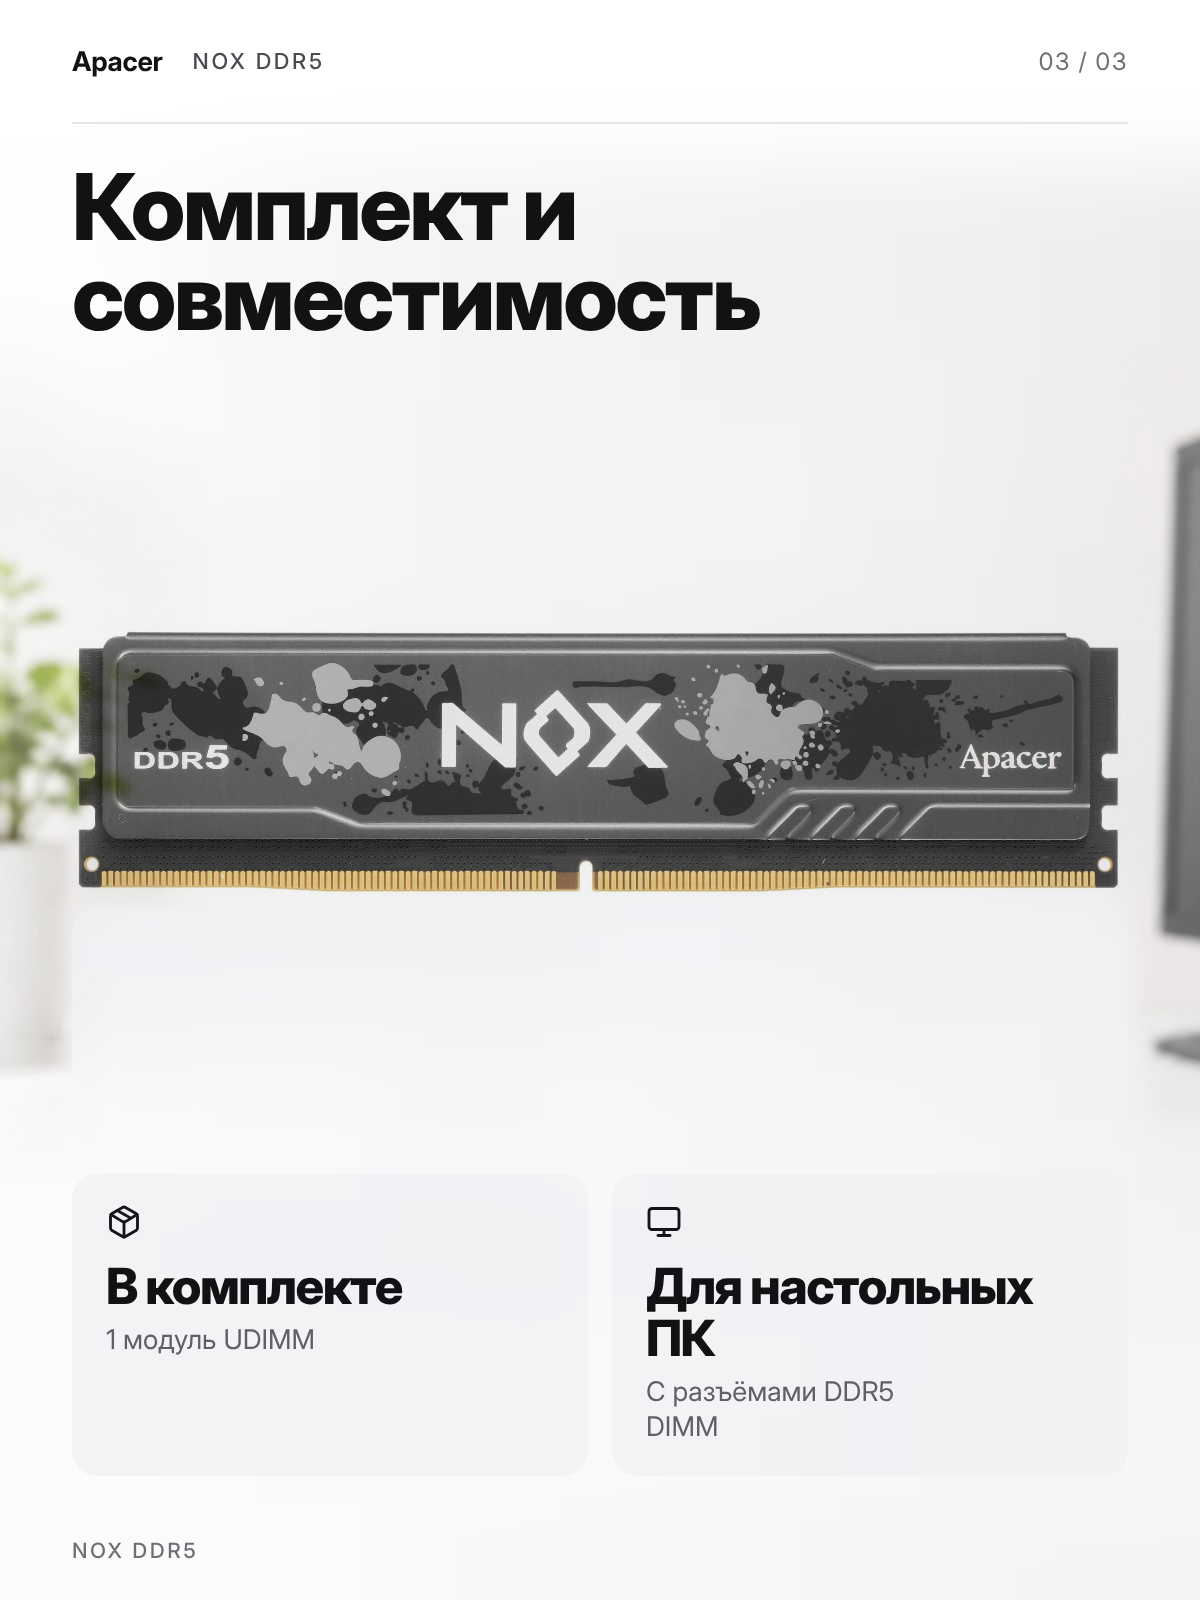 Apacer NOX DDR5 03 / 03
Комплект и
совместимость
NOX
DDR5
Apacer
В комплекте
1 модуль UDIMM
Для настольных
ПК
С разъёмами DDR5
DIMM
NOX DDR5